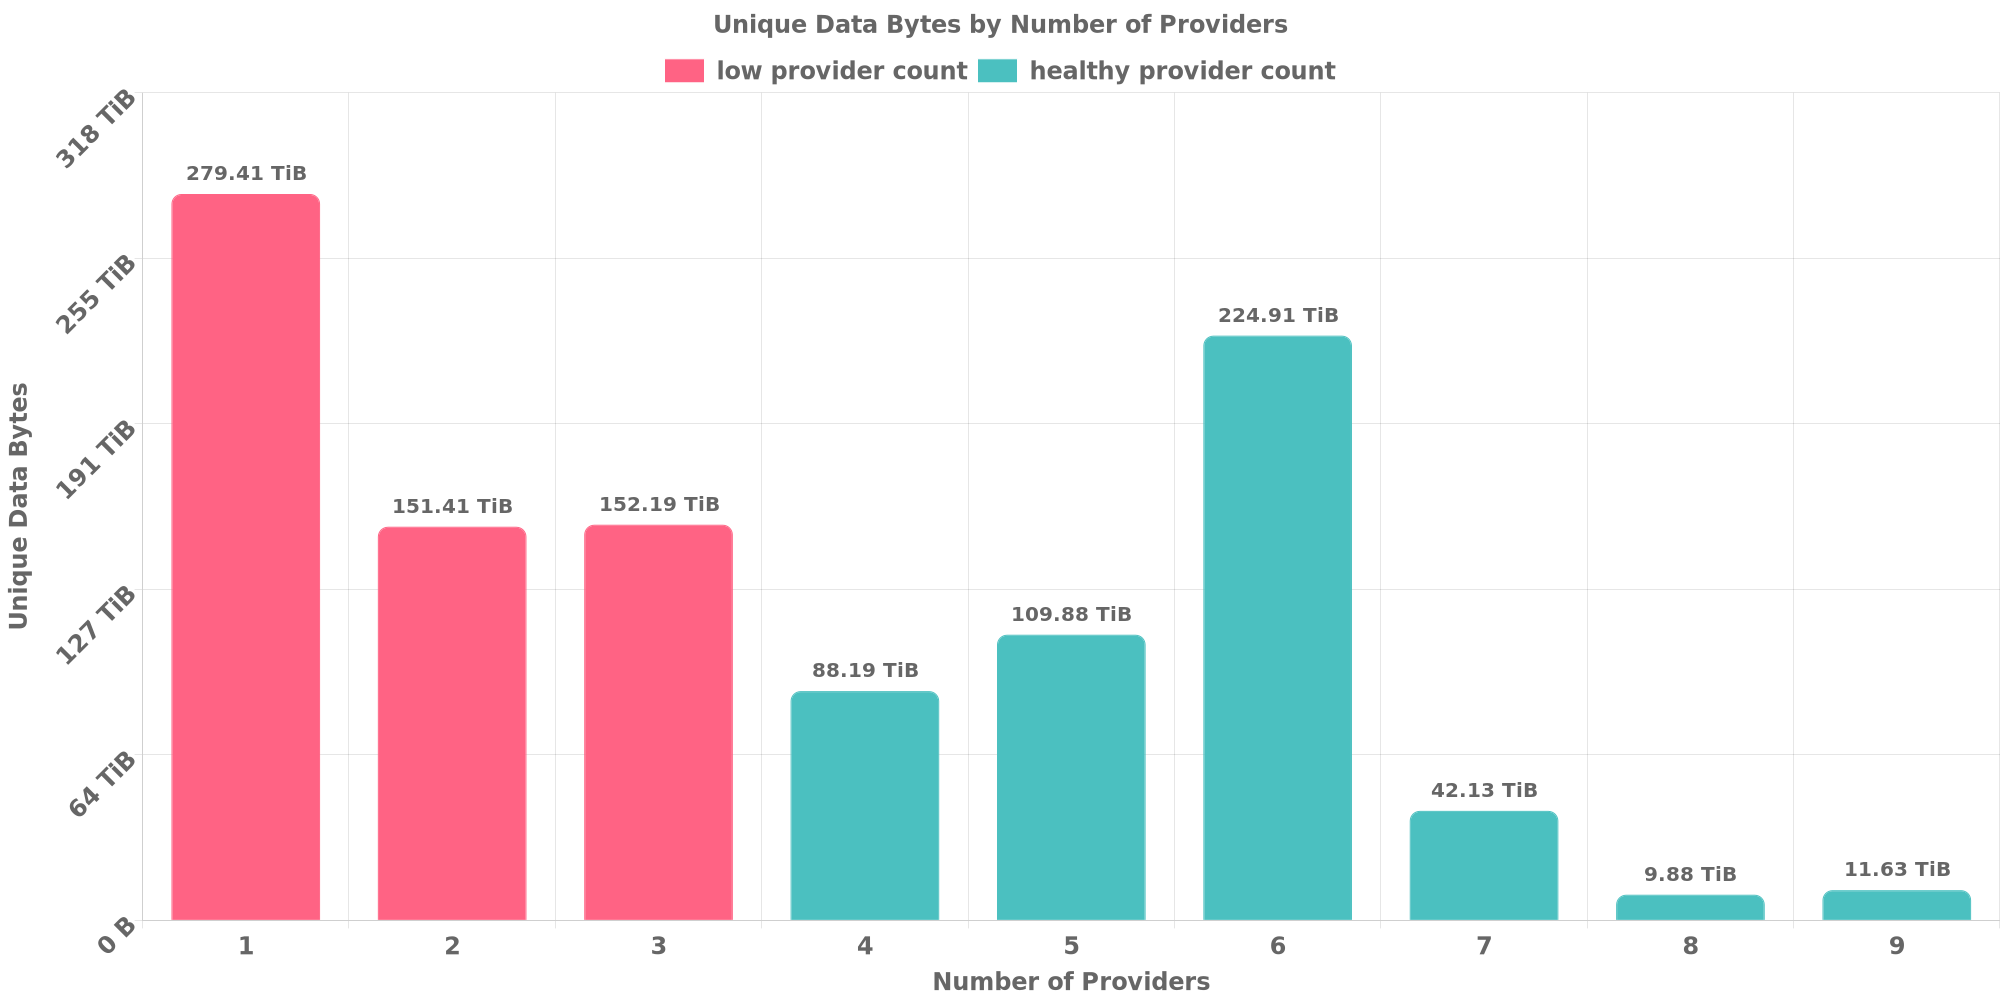 Unique Data Bytes by Number of Providers
low provider count healthy provider count
318 TiB
255 TiB
191 TiB
127 TiB
64 TiB
0 B
Unique Data Bytes
279.41 TiB
151.41 TiB
152.19 TiB
88.19 TiB
109.88 TiB
224.91 TiB
42.13 TiB
9.88 TiB
11.63 TiB
1 2 3 4 5 6 7 8 9
Number of Providers